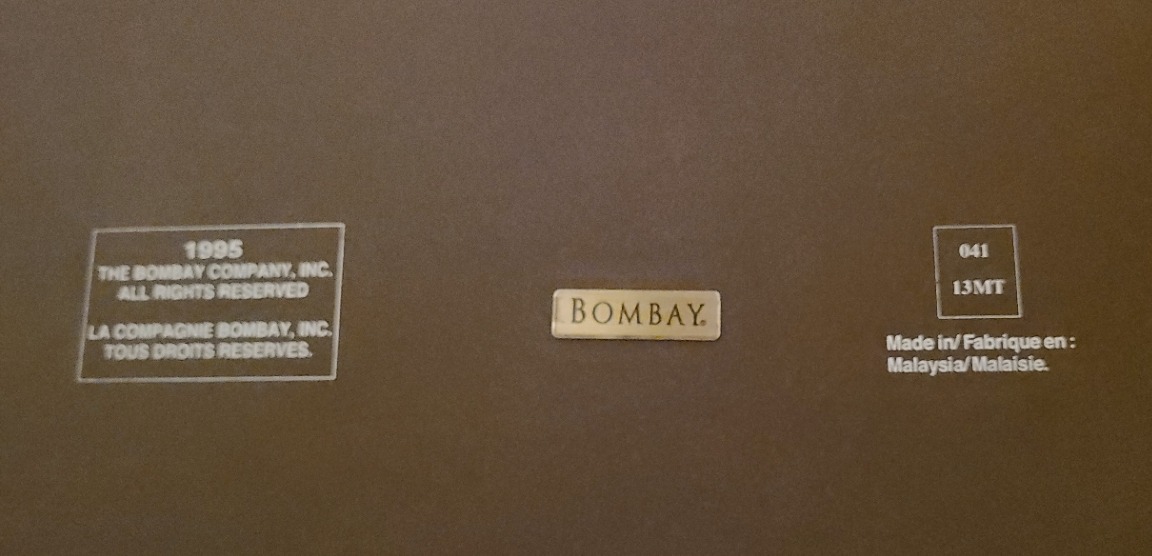 1995
THE BOMBAY COMPANY, INC.
ALL RIGHTS RESERVED
LA COMPAGNIE BOMBAY, INC.
TOUS DROITS RESERVES.
BOMBAY®
041
13MT
Made in/ Fabrique en :
Malaysia/ Malaisie.